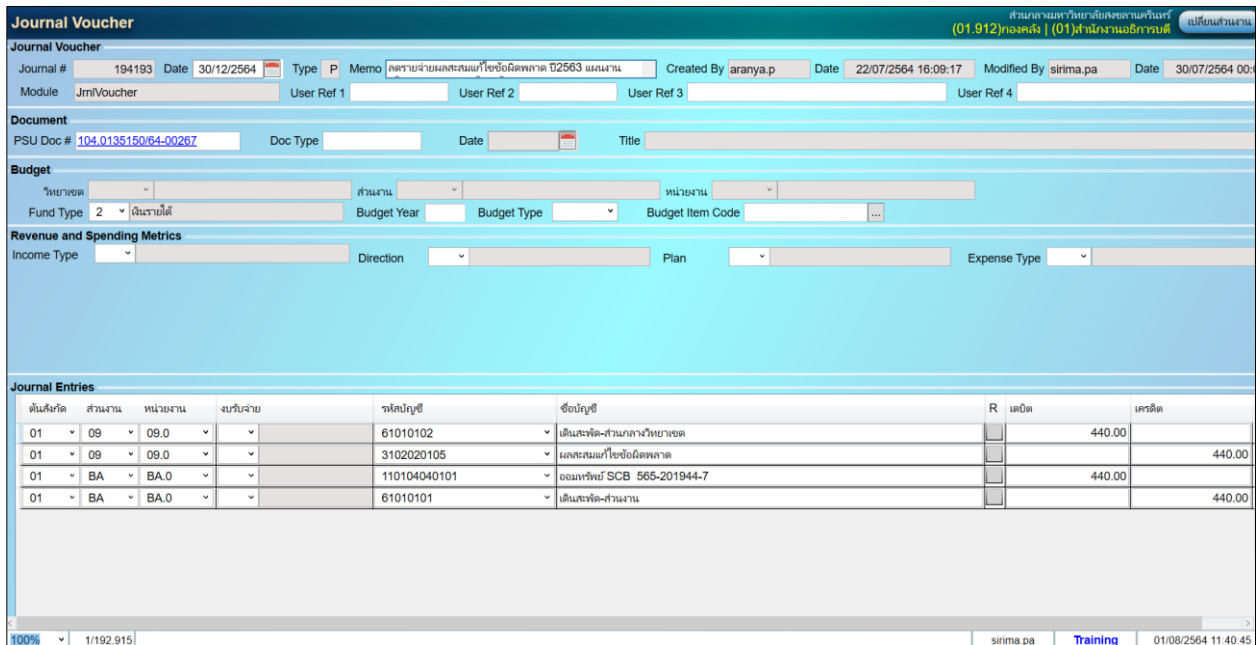 Journal Voucher
ส่วนกลางมหาวิทยาลัยสงขลานครินทร์
(01.912)กองคลัง | (01)สำนักงานอธิการบดี
เปลี่ยนส่วนงาน
Journal Voucher
Journal # 194193 Date 30/12/2564 Type P Memo ลดรายจ่ายผลสะสมแก้ไขข้อผิดพลาด ปี2563 แผนงาน Created By aranya.p Date 22/07/2564 16:09:17 Modified By sirima.pa Date 30/07/2564 00:
Module JrnlVoucher User Ref 1 User Ref 2 User Ref 3 User Ref 4
Document
PSU Doc # 104.0135150/64-00267 Doc Type Date Title
Budget
วิทยาเขต ส่วนงาน หน่วยงาน
Fund Type 2 เงินรายได้ Budget Year Budget Type Budget Item Code ...
Revenue and Spending Metrics
Income Type Direction Plan Expense Type
Journal Entries
ต้นสังกัด ส่วนงาน หน่วยงาน งบรับจ่าย รหัสบัญชี ชื่อบัญชี R เดบิต เครดิต
01 09 09.0 61010102 เดินสะพัด-ส่วนกลางวิทยาเขต 440.00
01 09 09.0 3102020105 ผลสะสมแก้ไขข้อผิดพลาด 440.00
01 BA BA.0 110104040101 ออมทรัพย์ SCB 565-201944-7 440.00
01 BA BA.0 61010101 เดินสะพัด-ส่วนงาน 440.00
100% 1/192.915 sirima.pa Training 01/08/2564 11:40:45